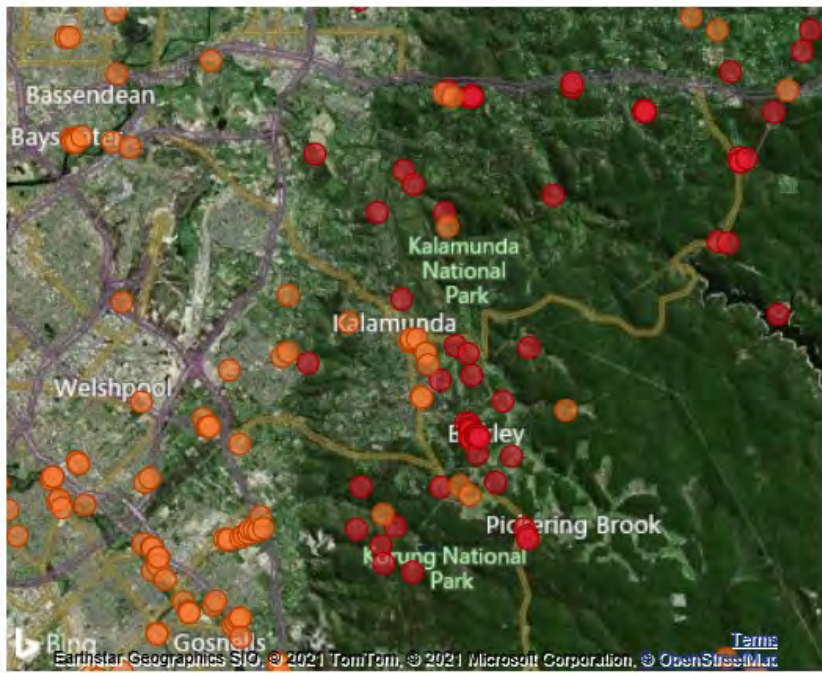 Bassendean
Kalamunda
National
Park
Kalamunda
Welshpool
Pickering Brook
National
Park
Bing
Gosnells
Terms
Earthstar Geographics SIO, © 2021 TomTom, © 2021 Microsoft Corporation, © OpenStreetMap